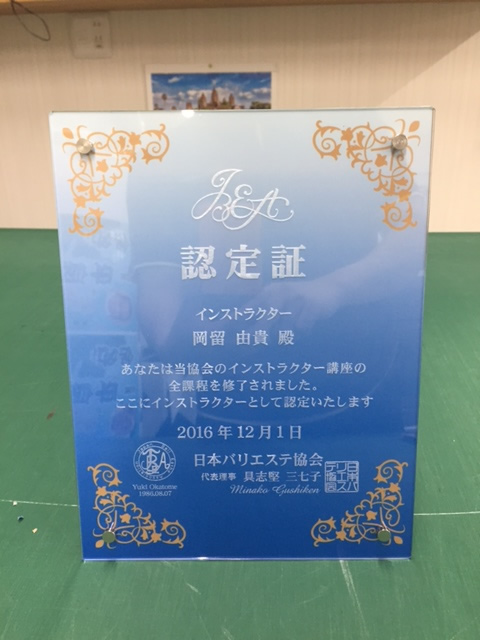 JBEA
認定証
インストラクター
岡留 由貴 殿
あなたは当協会のインストラクター講座の
全課程を修了されました。
ここにインストラクターとして認定いたします
2016年12月1日
日本バリエステ協会
代表理事 具志堅 三七子
Minako Gushiken
Yuki Okatome
1986.08.07